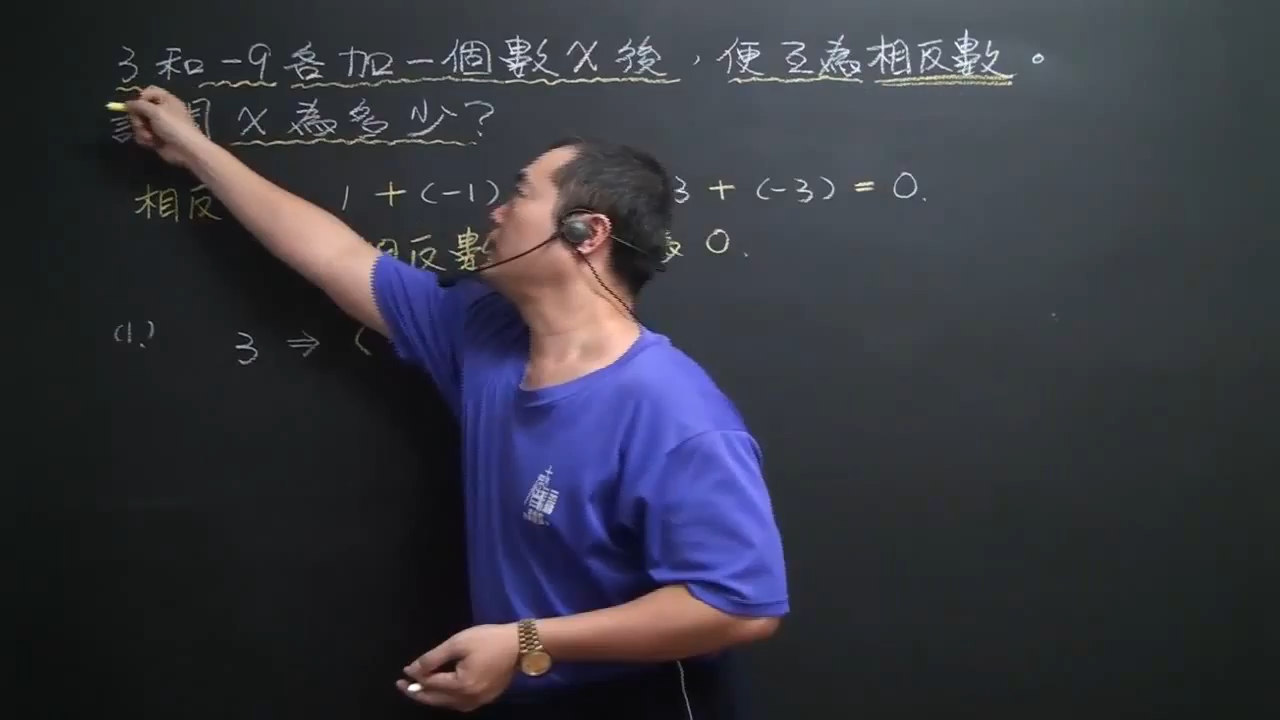 3和-9各加一個數x後，便互為相反數。
x為多少?
相反 1+(-1) 3+(-3)=0.
反數 0.
(1.) 3⇒(